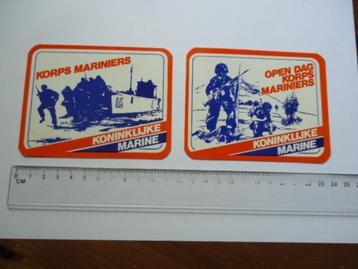 KORPS MARINIERS
KONINKLIJKE
MARINE
OPEN DAG
KORPS
MARINIERS
KONINKLIJKE
MARINE
CM